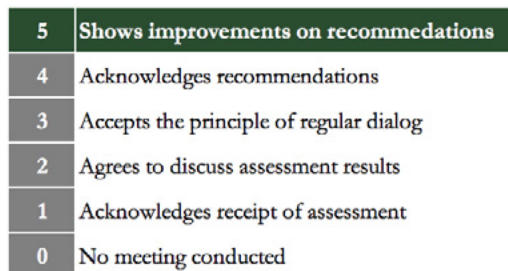 5 Shows improvements on recommedations
4 Acknowledges recommendations
3 Accepts the principle of regular dialog
2 Agrees to discuss assessment results
1 Acknowledges receipt of assessment
0 No meeting conducted